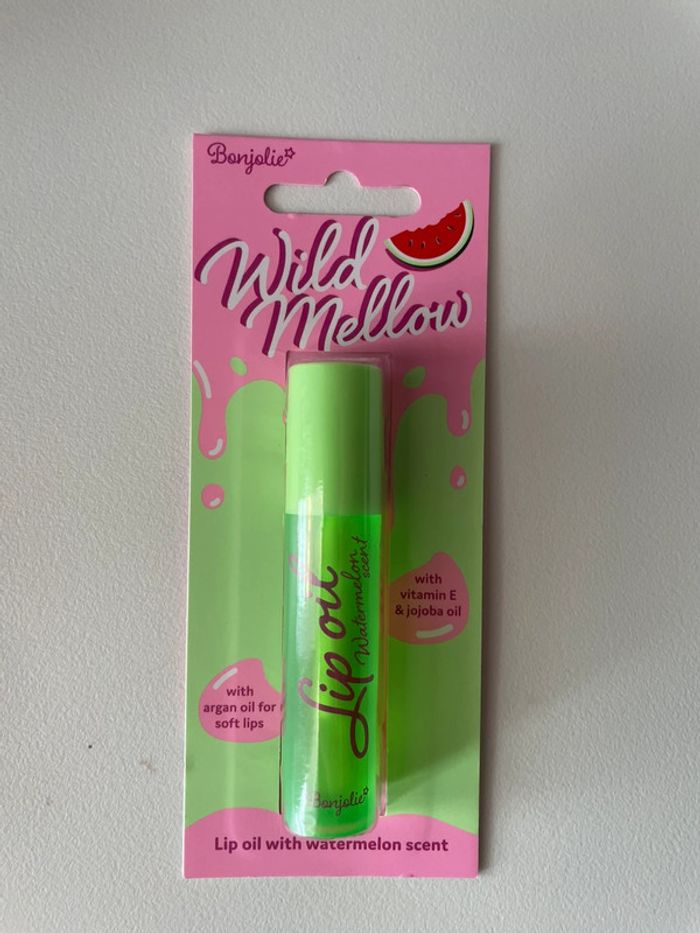 Bonjolie
Wild
Mellow
Lip oil
Watermelon
scent
with
vitamin E
& jojoba oil
with
argan oil for
soft lips
Bonjolie
Lip oil with watermelon scent